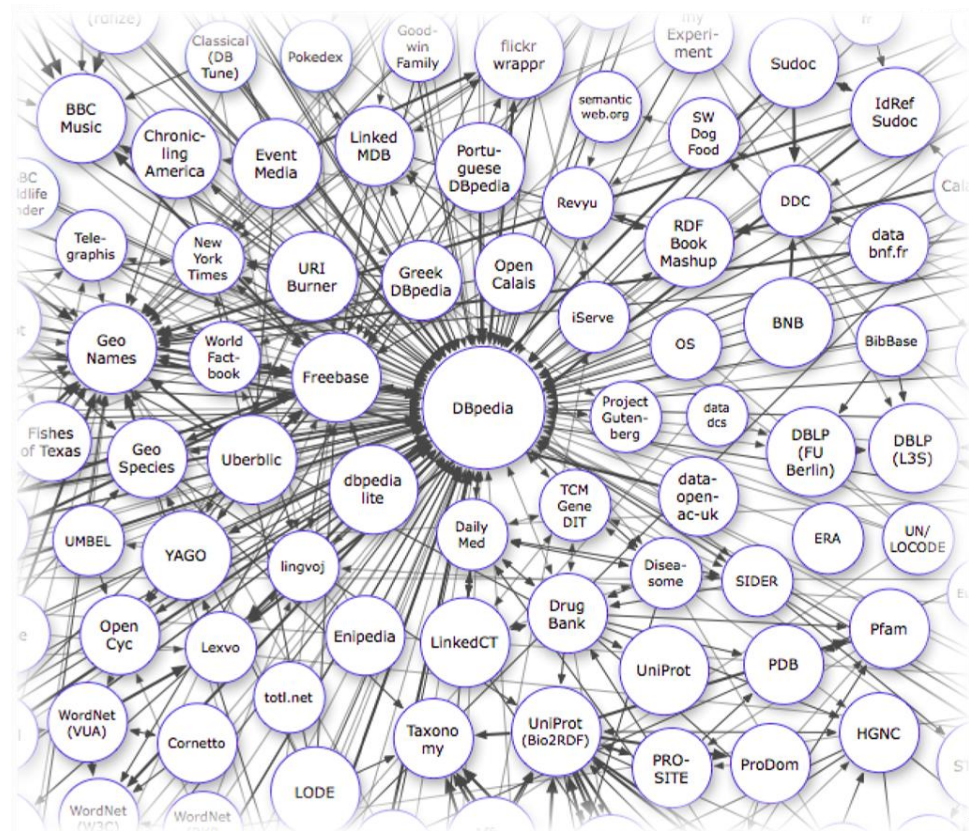 (rdfize)
Classical
(DB
Tune)
Pokedex
Good-
win
Family
flickr
wrappr
my
Experi-
ment
Sudoc
fr
BBC
Music
Chronic-
ling
America
Event
Media
Linked
MDB
Portu-
guese
DBpedia
semantic
web.org
SW
Dog
Food
IdRef
Sudoc
Revyu
DDC
Tele-
graphis
New
York
Times
URI
Burner
Greek
DBpedia
Open
Calais
RDF
Book
Mashup
data
bnf.fr
iServe
OS
BNB
BibBase
Geo
Names
World
Fact-
book
Freebase
DBpedia
Project
Guten-
berg
data
dcs
DBLP
(FU
Berlin)
DBLP
(L3S)
Fishes
of Texas
Geo
Species
Uberblic
dbpedia
lite
TCM
Gene
DIT
data-
open-
ac-uk
UMBEL
YAGO
lingvoj
Daily
Med
Disea-
some
SIDER
ERA
UN/
LOCODE
Open
Cyc
Lexvo
Enipedia
LinkedCT
Drug
Bank
UniProt
PDB
Pfam
totl.net
WordNet
(VUA)
Cornetto
Taxono
my
UniProt
(Bio2RDF)
PRO-
SITE
ProDom
HGNC
LODE
WordNet
(W3C)
WordNet